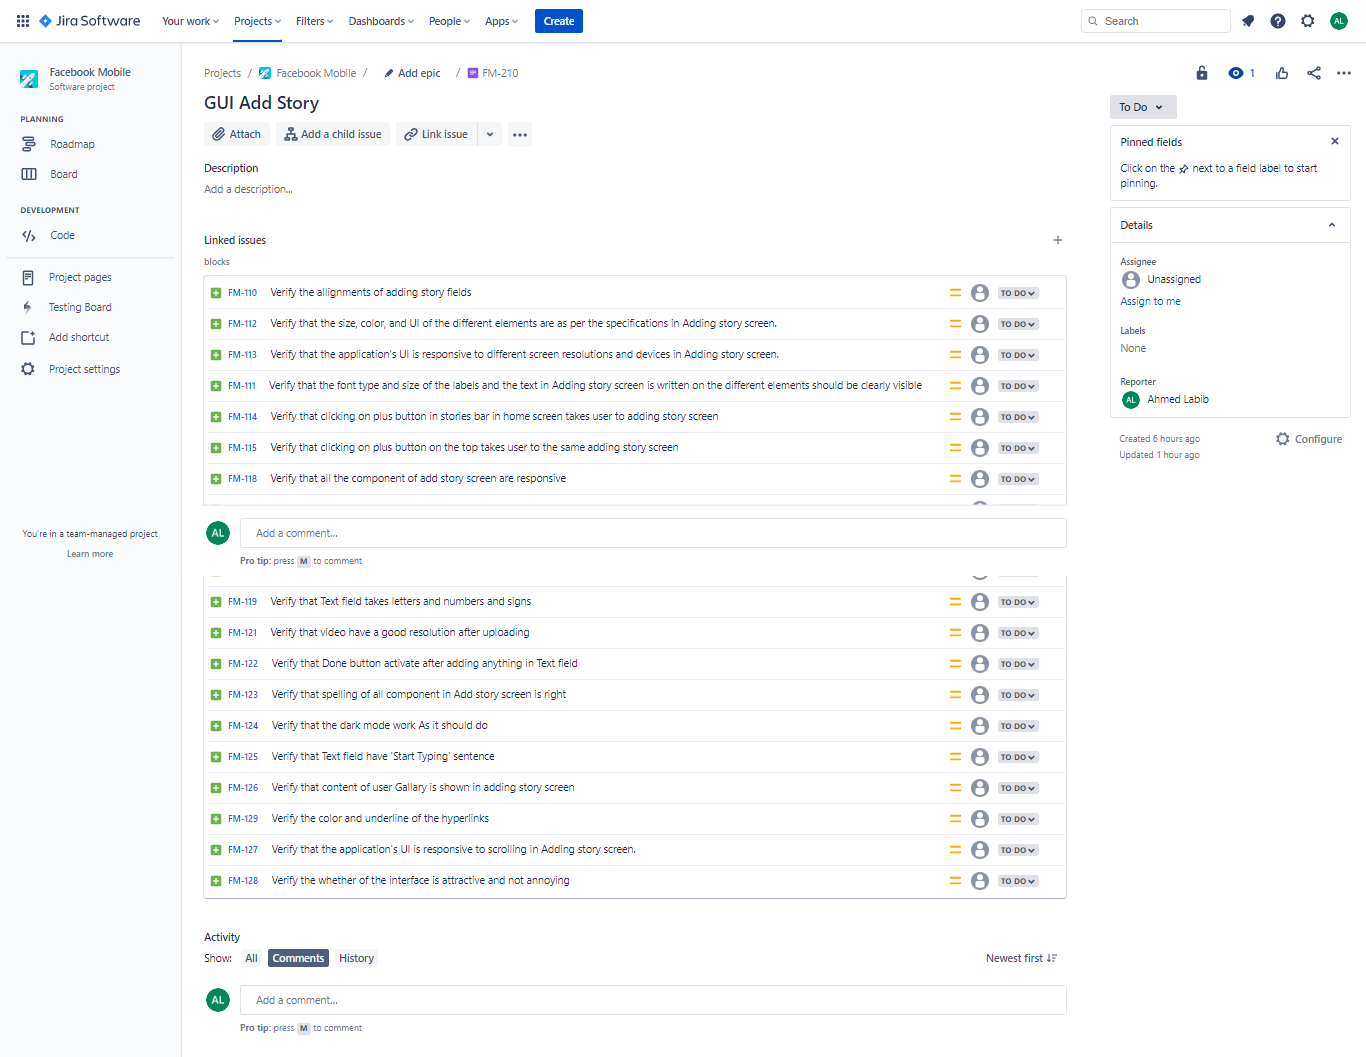 Jira Software Your work Projects Filters Dashboards People Apps Create Search AL
Facebook Mobile
Software project
PLANNING
Roadmap
Board
DEVELOPMENT
Code
Project pages
Testing Board
Add shortcut
Project settings
You're in a team-managed project
Learn more
Projects / Facebook Mobile / Add epic / FM-210
GUI Add Story
Attach Add a child issue Link issue
Description
Add a description...
Linked issues
blocks
FM-110 Verify the allignments of adding story fields TO DO
FM-112 Verify that the size, color, and UI of the different elements are as per the specifications in Adding story screen. TO DO
FM-113 Verify that the application's UI is responsive to different screen resolutions and devices in Adding story screen. TO DO
FM-111 Verify that the font type and size of the labels and the text in Adding story screen is written on the different elements should be clearly visible TO DO
FM-114 Verify that clicking on plus button in stories bar in home screen takes user to adding story screen TO DO
FM-115 Verify that clicking on plus button on the top takes user to the same adding story screen TO DO
FM-118 Verify that all the component of add story screen are responsive TO DO
AL Add a comment...
Pro tip: press M to comment
FM-119 Verify that Text field takes letters and numbers and signs TO DO
FM-121 Verify that video have a good resolution after uploading TO DO
FM-122 Verify that Done button activate after adding anything in Text field TO DO
FM-123 Verify that spelling of all component in Add story screen is right TO DO
FM-124 Verify that the dark mode work As it should do TO DO
FM-125 Verify that Text field have 'Start Typing' sentence TO DO
FM-126 Verify that content of user Gallary is shown in adding story screen TO DO
FM-129 Verify the color and underline of the hyperlinks TO DO
FM-127 Verify that the application's UI is responsive to scrolling in Adding story screen. TO DO
FM-128 Verify the whether of the interface is attractive and not annoying TO DO
Activity
Show: All Comments History Newest first
AL Add a comment...
Pro tip: press M to comment
1
To Do
Pinned fields
Click on the next to a field label to start
pinning.
Details
Assignee
Unassigned
Assign to me
Labels
None
Reporter
AL Ahmed Labib
Created 6 hours ago Configure
Updated 1 hour ago